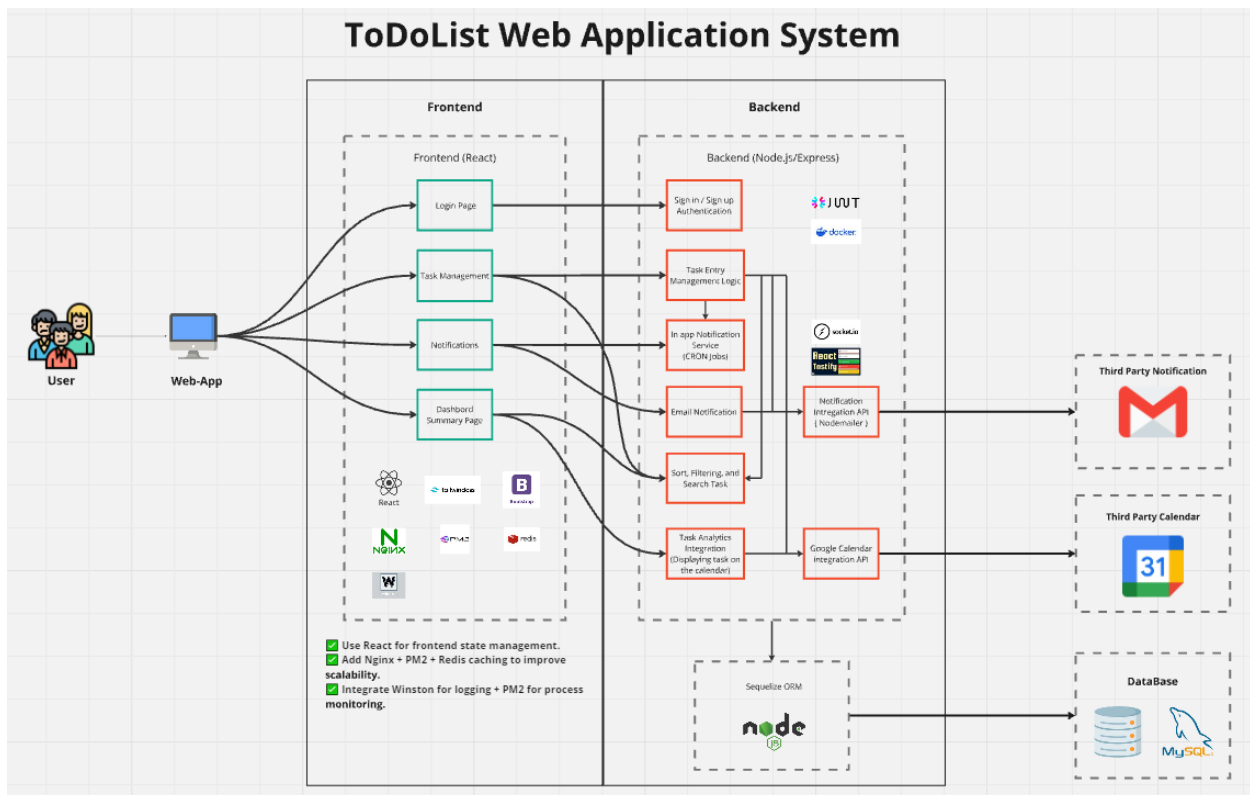 ToDoList Web Application System
Frontend
Backend
Frontend (React)
Backend (Node.js/Express)
Login Page
Sign in / Sign up
Authentication
JWT
docker
Task Management
Task Entry
Management Logic
Notifications
In app Notification
Service
(CRON Jobs)
socket.io
React
Tostify
User
Web-App
Dashbord
Summary Page
Email Notification
Notification
Intregation API
( Nodemailer )
Third Party Notification
Sort, Filtering, and
Search Task
React
tailwindcss
B
Bootstrap
NGINX
PM2
redis
W
Task Analytics
Integration
(Displaying task on
the calendar)
Google Calendar
Integration API
Third Party Calendar
31
✅ Use React for frontend state management.
✅ Add Nginx + PM2 + Redis caching to improve
scalability.
✅ Integrate Winston for logging + PM2 for process
monitoring.
Sequelize ORM
node
JS
DataBase
MySQL